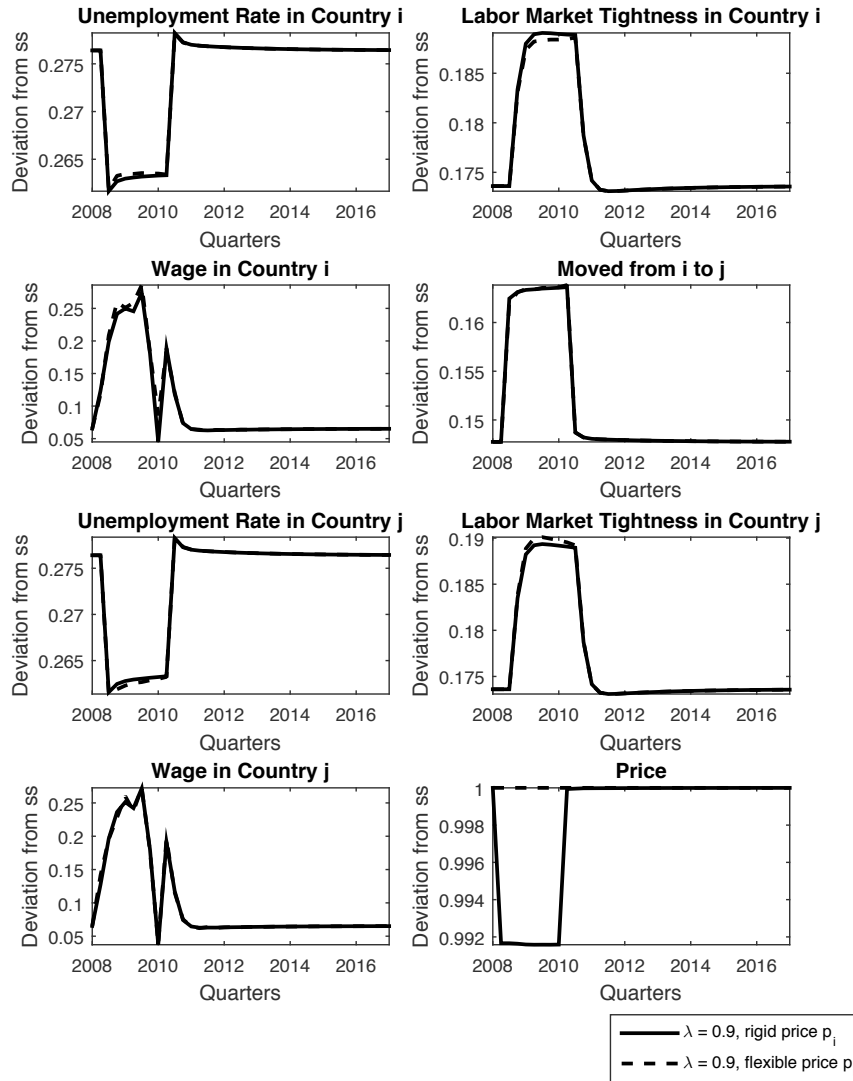 Unemployment Rate in Country i
Deviation from ss
0.275
0.27
0.265
2008 2010 2012 2014 2016
Quarters
Labor Market Tightness in Country i
Deviation from ss
0.185
0.18
0.175
2008 2010 2012 2014 2016
Quarters
Wage in Country i
Deviation from ss
0.25
0.2
0.15
0.1
0.05
2008 2010 2012 2014 2016
Quarters
Moved from i to j
Deviation from ss
0.16
0.155
0.15
2008 2010 2012 2014 2016
Quarters
Unemployment Rate in Country j
Deviation from ss
0.275
0.27
0.265
2008 2010 2012 2014 2016
Quarters
Labor Market Tightness in Country j
Deviation from ss
0.19
0.185
0.18
0.175
2008 2010 2012 2014 2016
Quarters
Wage in Country j
Deviation from ss
0.25
0.2
0.15
0.1
0.05
2008 2010 2012 2014 2016
Quarters
Price
Deviation from ss
1
0.998
0.996
0.994
0.992
2008 2010 2012 2014 2016
Quarters
λ = 0.9, rigid price p_i
λ = 0.9, flexible price p